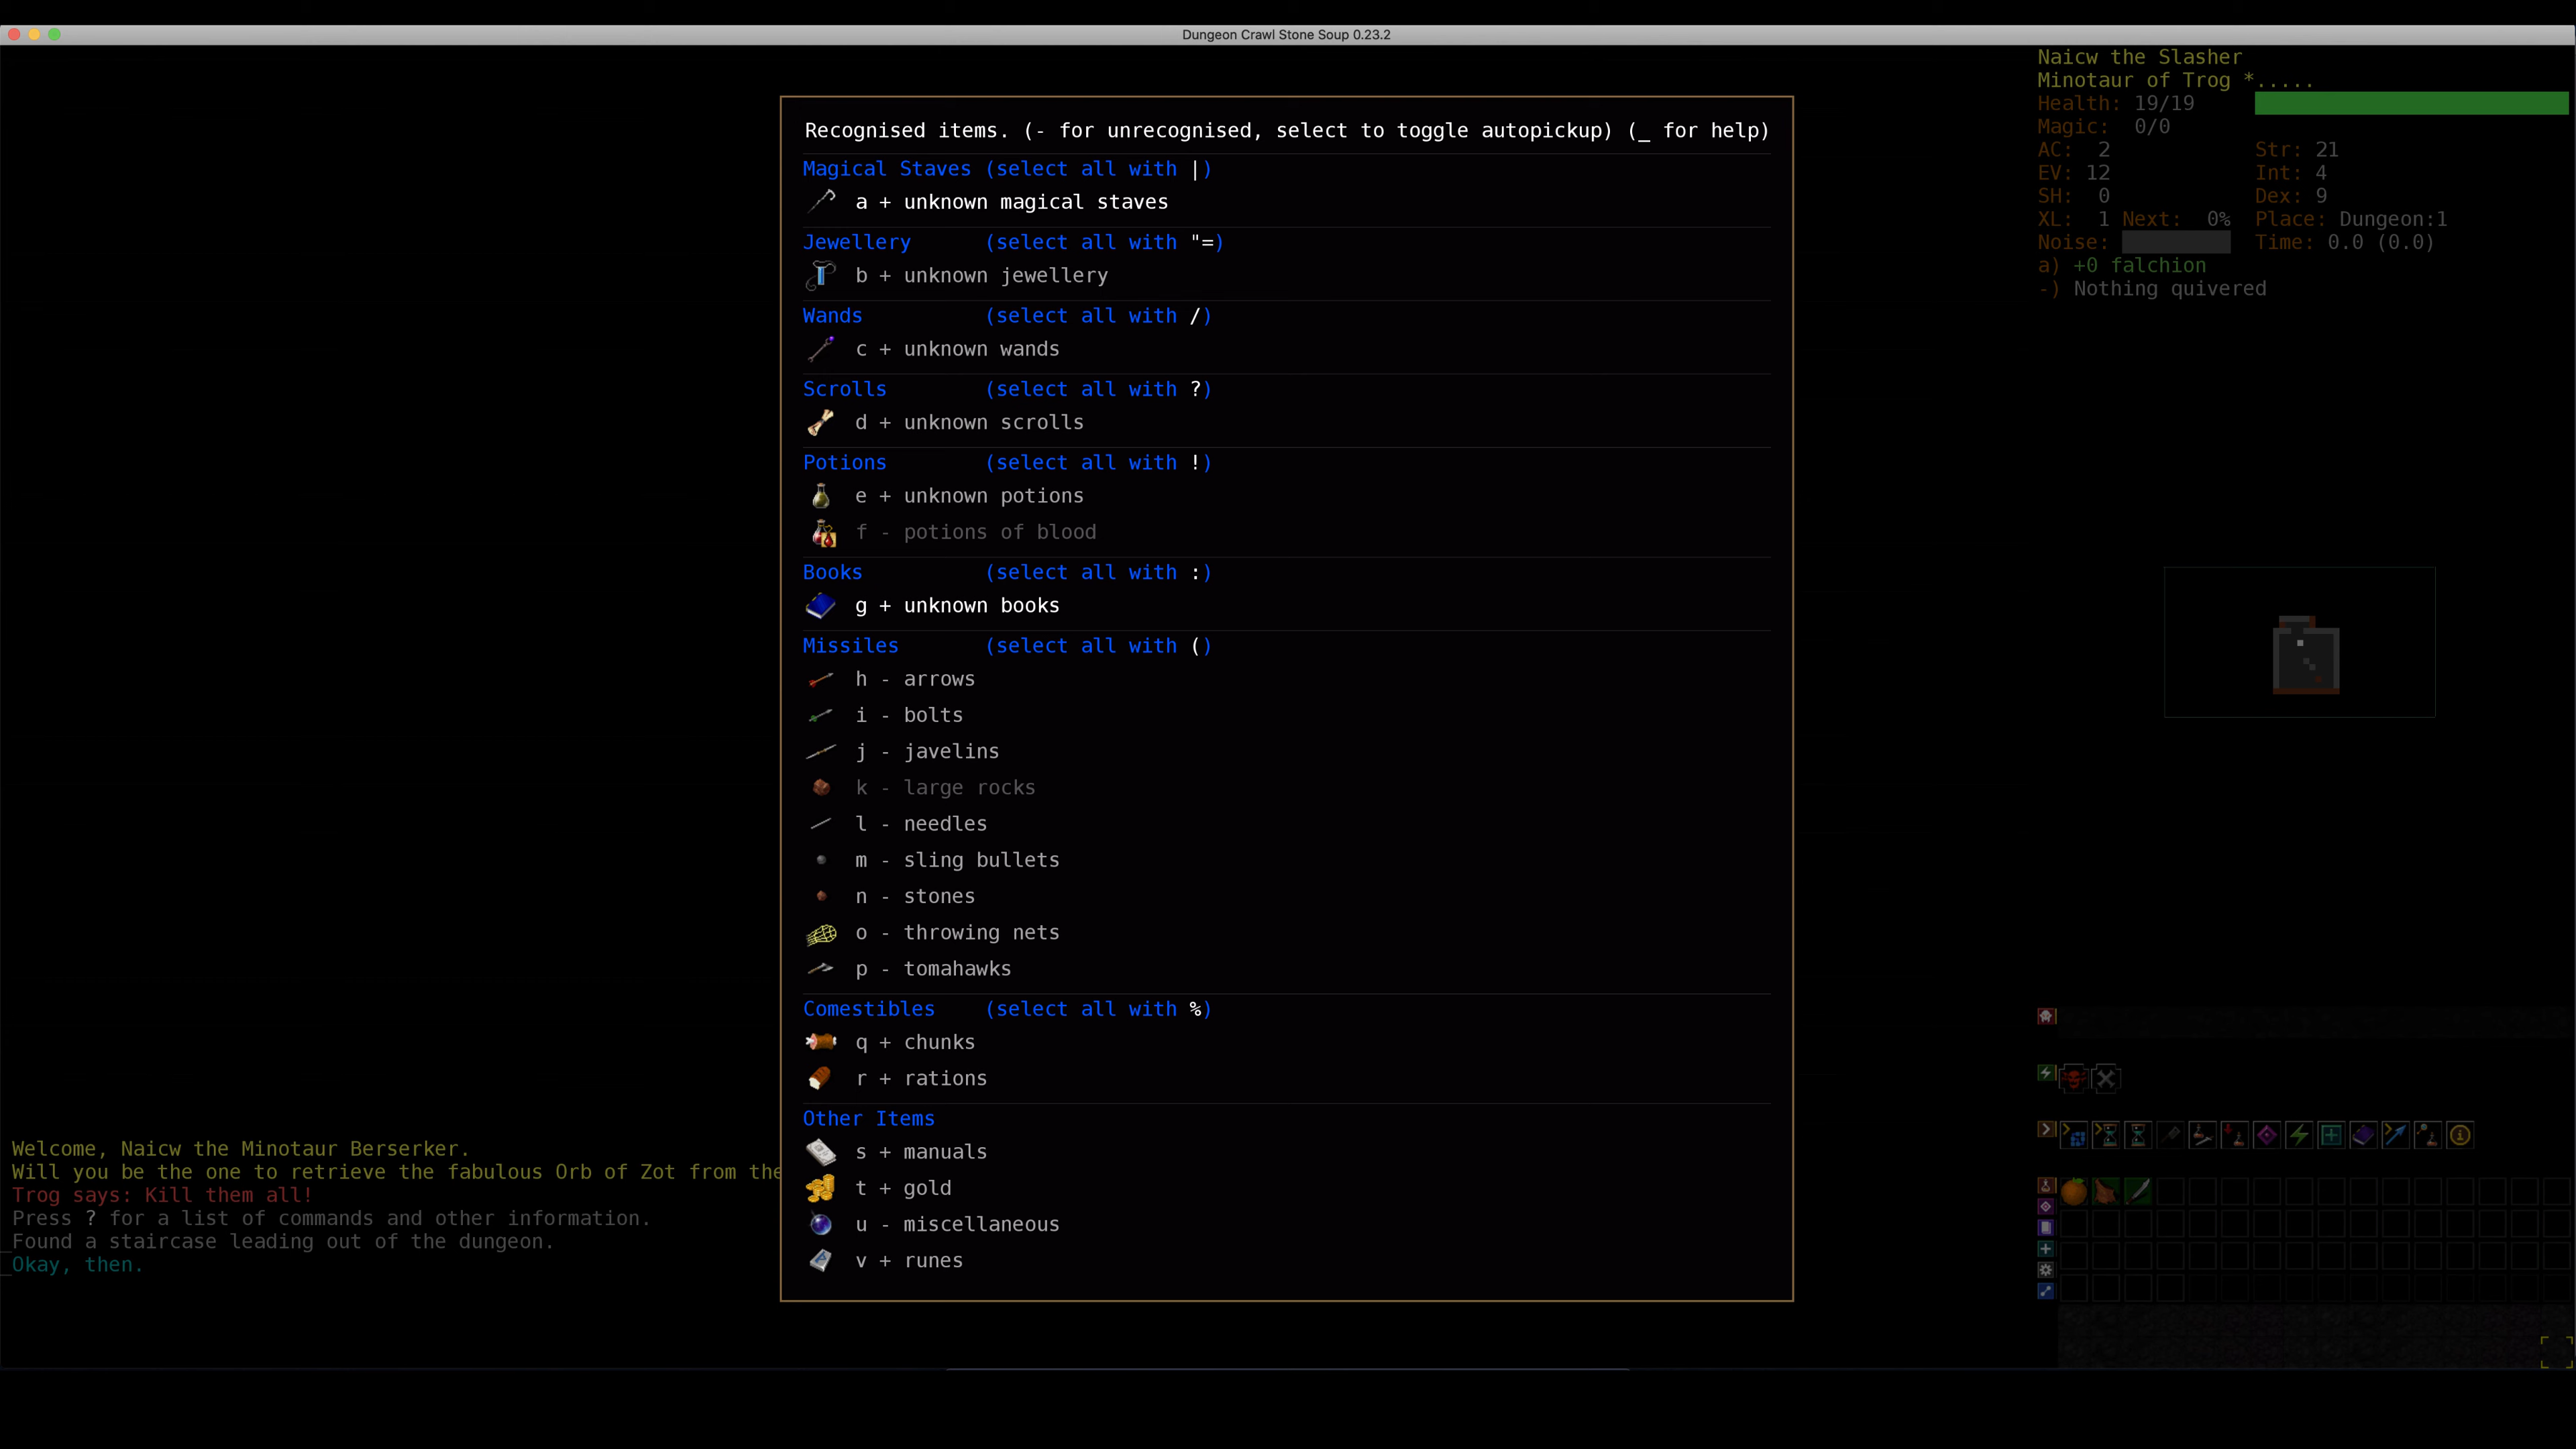 Dungeon Crawl Stone Soup 0.23.2
Naicw the Slasher
Minotaur of Trog *.....
Health: 19/19
Magic: 0/0
AC: 2 Str: 21
EV: 12 Int: 4
SH: 0 Dex: 9
XL: 1 Next: 0% Place: Dungeon:1
Noise: Time: 0.0 (0.0)
a) +0 falchion
-) Nothing quivered
Recognised items. (- for unrecognised, select to toggle autopickup) (_ for help)
Magical Staves (select all with |)
a + unknown magical staves
Jewellery (select all with "=)
b + unknown jewellery
Wands (select all with /)
c + unknown wands
Scrolls (select all with ?)
d + unknown scrolls
Potions (select all with !)
e + unknown potions
f - potions of blood
Books (select all with :)
g + unknown books
Missiles (select all with ()
h - arrows
i - bolts
j - javelins
k - large rocks
l - needles
m - sling bullets
n - stones
o - throwing nets
p - tomahawks
Comestibles (select all with %)
q + chunks
r + rations
Other Items
s + manuals
t + gold
u - miscellaneous
v + runes
Welcome, Naicw the Minotaur Berserker.
Will you be the one to retrieve the fabulous Orb of Zot from the
Trog says: Kill them all!
Press ? for a list of commands and other information.
_Found a staircase leading out of the dungeon.
_Okay, then.